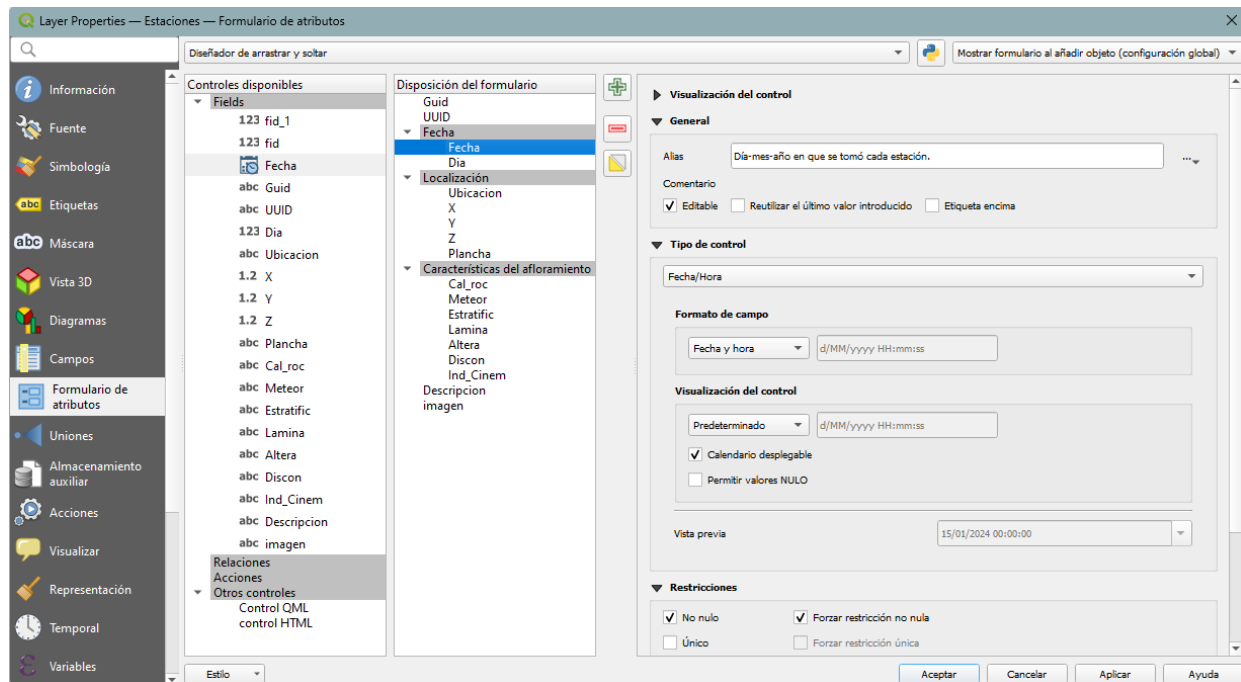 Layer Properties — Estaciones — Formulario de atributos
Diseñador de arrastrar y soltar
Mostrar formulario al añadir objeto (configuración global)
Información
Fuente
Simbología
abc Etiquetas
abc Máscara
Vista 3D
Diagramas
Campos
Formulario de
atributos
Uniones
Almacenamiento
auxiliar
Acciones
Visualizar
Representación
Temporal
Variables
Controles disponibles
Fields
123 fid_1
123 fid
Fecha
abc Guid
abc UUID
123 Dia
abc Ubicacion
1.2 X
1.2 Y
1.2 Z
abc Plancha
abc Cal_roc
abc Meteor
abc Estratific
abc Lamina
abc Altera
abc Discon
abc Ind_Cinem
abc Descripcion
abc imagen
Relaciones
Acciones
Otros controles
Control QML
control HTML
Estilo
Disposición del formulario
Guid
UUID
Fecha
Fecha
Dia
Localización
Ubicacion
X
Y
Z
Plancha
Características del afloramiento
Cal_roc
Meteor
Estratific
Lamina
Altera
Discon
Ind_Cinem
Descripcion
imagen
Visualización del control
General
Alias Día-mes-año en que se tomó cada estación. ...
Comentario
Editable Reutilizar el último valor introducido Etiqueta encima
Tipo de control
Fecha/Hora
Formato de campo
Fecha y hora d/MM/yyyy HH:mm:ss
Visualización del control
Predeterminado d/MM/yyyy HH:mm:ss
Calendario desplegable
Permitir valores NULO
Vista previa 15/01/2024 00:00:00
Restricciones
No nulo Forzar restricción no nula
Único Forzar restricción única
Aceptar Cancelar Aplicar Ayuda